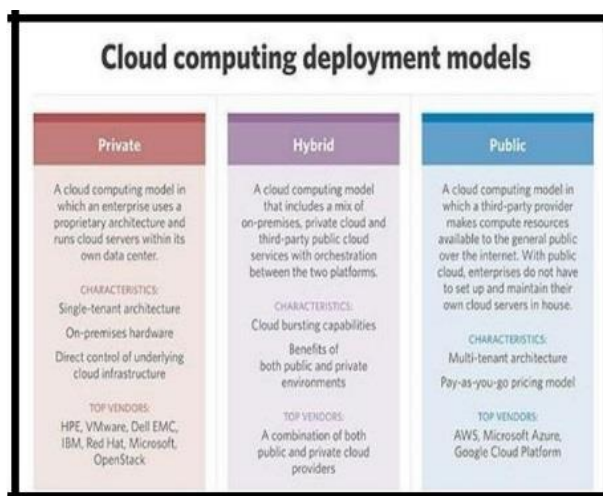 Cloud computing deployment models
Private
A cloud computing model in
which an enterprise uses a
proprietary architecture and
runs cloud servers within its
own data center.
CHARACTERISTICS:
Single-tenant architecture
On-premises hardware
Direct control of underlying
cloud infrastructure
TOP VENDORS:
HPE, VMware, Dell EMC,
IBM, Red Hat, Microsoft,
OpenStack
Hybrid
A cloud computing model
that includes a mix of
on-premises, private cloud and
third-party public cloud
services with orchestration
between the two platforms.
CHARACTERISTICS:
Cloud bursting capabilities
Benefits of
both public and private
environments
TOP VENDORS:
A combination of both
public and private cloud
providers
Public
A cloud computing model in
which a third-party provider
makes compute resources
available to the general public
over the internet. With public
cloud, enterprises do not have
to set up and maintain their
own cloud servers in house.
CHARACTERISTICS:
Multi-tenant architecture
Pay-as-you-go pricing model
TOP VENDORS:
AWS, Microsoft Azure,
Google Cloud Platform